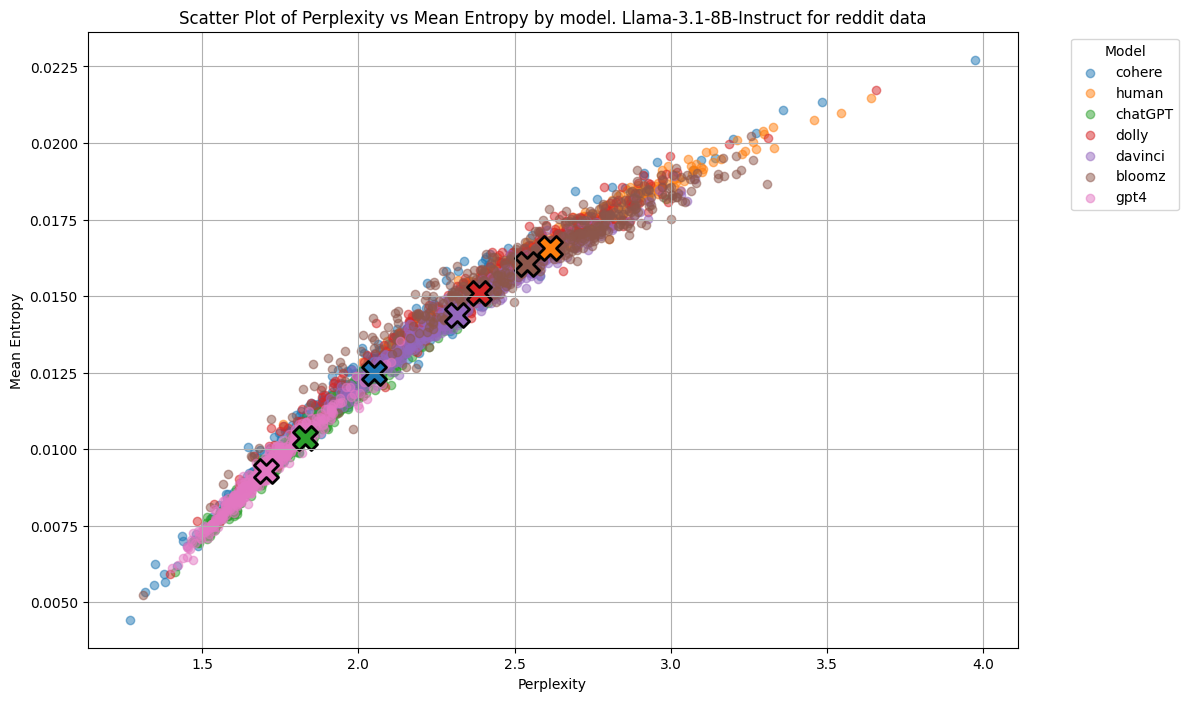 Scatter Plot of Perplexity vs Mean Entropy by model. Llama-3.1-8B-Instruct for reddit data
Model
cohere
human
chatGPT
dolly
davinci
bloomz
gpt4
Mean Entropy
0.0225
0.0200
0.0175
0.0150
0.0125
0.0100
0.0075
0.0050
1.5 2.0 2.5 3.0 3.5 4.0
Perplexity